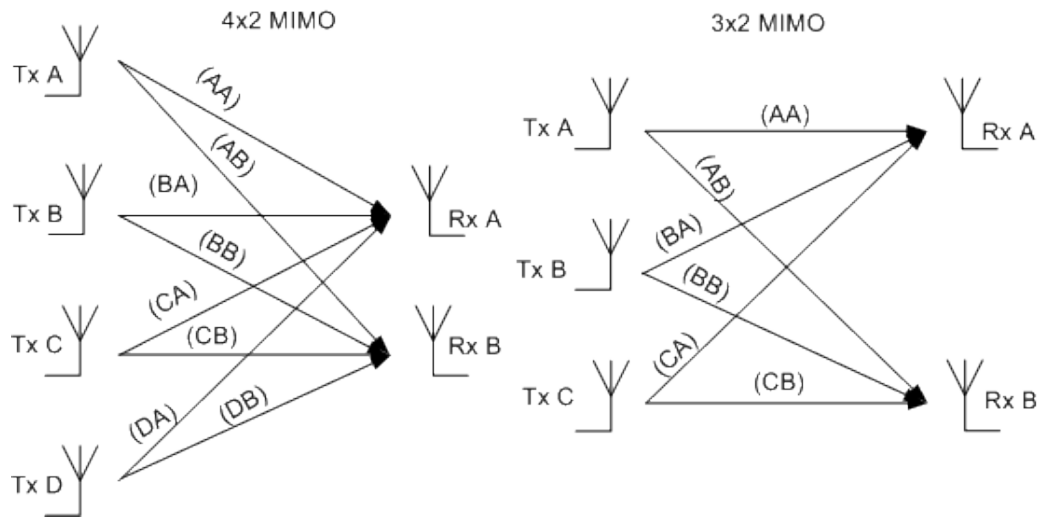 4x2 MIMO
Tx A
(AA)
(AB)
Tx B
(BA)
(BB)
Rx A
Tx C
(CA)
(CB)
Rx B
Tx D
(DA)
(DB)
3x2 MIMO
Tx A
(AA)
(AB)
Rx A
Tx B
(BA)
(BB)
Tx C
(CA)
(CB)
Rx B